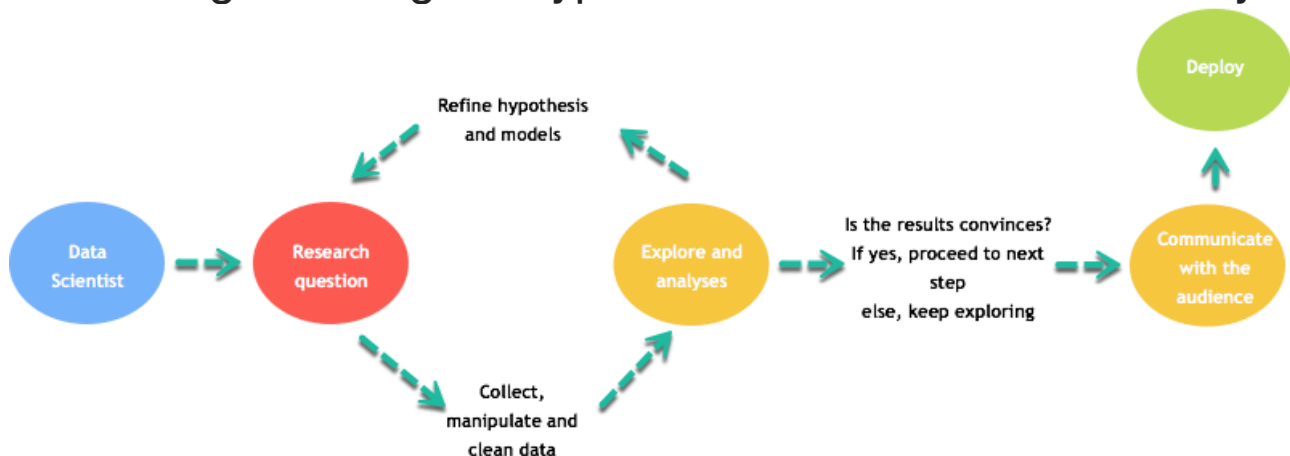 Deploy
Refine hypothesis
and models
Data
Scientist
Research
question
Explore and
analyses
Is the results convinces?
If yes, proceed to next
step
else, keep exploring
Communicate
with the
audience
Collect,
manipulate and
clean data